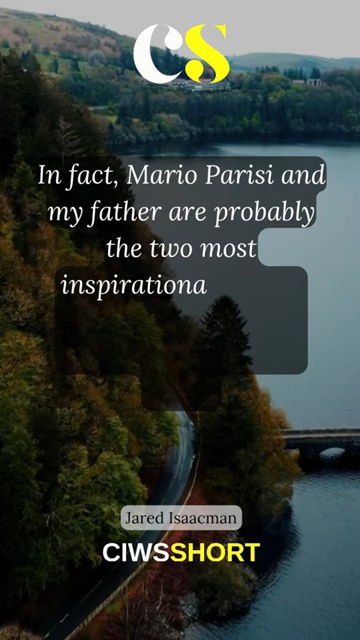 CS
In fact, Mario Parisi and
my father are probably
the two most
inspirationa
Jared Isaacman
CIWSSHORT